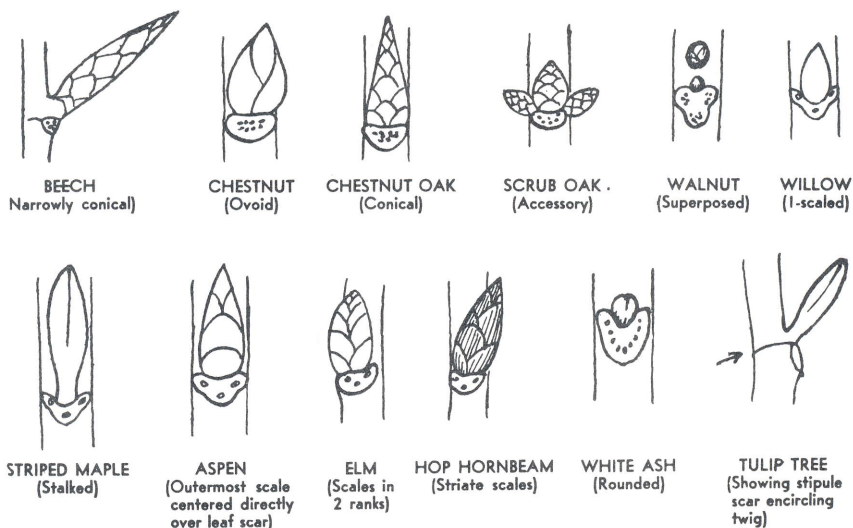 BEECH
Narrowly conical)
CHESTNUT
(Ovoid)
CHESTNUT OAK
(Conical)
SCRUB OAK .
(Accessory)
WALNUT
(Superposed)
WILLOW
(1-scaled)
STRIPED MAPLE
(Stalked)
ASPEN
(Outermost scale
centered directly
over leaf scar)
ELM
(Scales in
2 ranks)
HOP HORNBEAM
(Striate scales)
WHITE ASH
(Rounded)
TULIP TREE
(Showing stipule
scar encircling
twig)